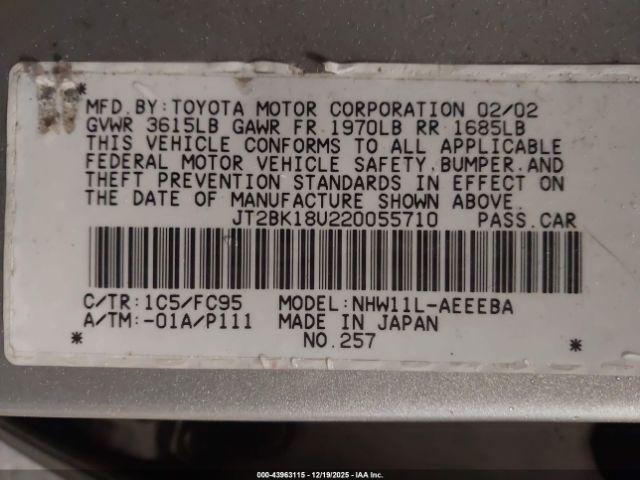 MFD.BY:TOYOTA MOTOR CORPORATION 02/02
GVWR 3615LB GAWR FR 1970LB RR 1685LB
THIS VEHICLE CONFORMS TO ALL APPLICABLE
FEDERAL MOTOR VEHICLE SAFETY,BUMPER,AND
THEFT PREVENTION STANDARDS IN EFFECT ON
THE DATE OF MANUFACTURE SHOWN ABOVE.
JT2BK18U220055710 PASS.CAR
C/TR:1C5/FC95 MODEL:NHW11L-AEEEBA
A/TM:-01A/P111 MADE IN JAPAN
* NO.257 *
000-43963115 - 12/19/2025 - IAA Inc.